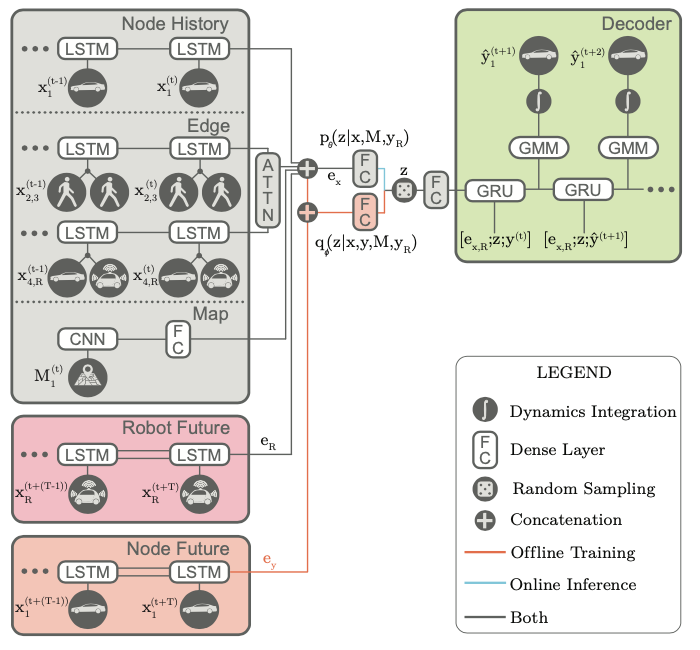 Node History
LSTM
LSTM
x₁⁽ᵗ⁻¹⁾
x₁⁽ᵗ⁾
Edge
LSTM
LSTM
x₂,₃⁽ᵗ⁻¹⁾
x₂,₃⁽ᵗ⁾
LSTM
LSTM
x₄,R⁽ᵗ⁻¹⁾
x₄,R⁽ᵗ⁾
ATTN
Map
CNN
FC
M₁⁽ᵗ⁾
Robot Future
LSTM
LSTM
e_R
x_R^(t+(T-1))
x_R^(t+T)
Node Future
LSTM
LSTM
e_y
x₁^(t+(T-1))
x₁^(t+T)
p_θ(z|x,M,y_R)
e_x
FC
z
FC
FC
q_ϕ(z|x,y,M,y_R)
Decoder
ŷ₁^(t+1)
ŷ₁^(t+2)
∫
∫
GMM
GMM
GRU
GRU
[e_x,R;z;y^(t)]
[e_x,R;z;ŷ^(t+1)]
LEGEND
∫ Dynamics Integration
FC Dense Layer
Random Sampling
Concatenation
Offline Training
Online Inference
Both